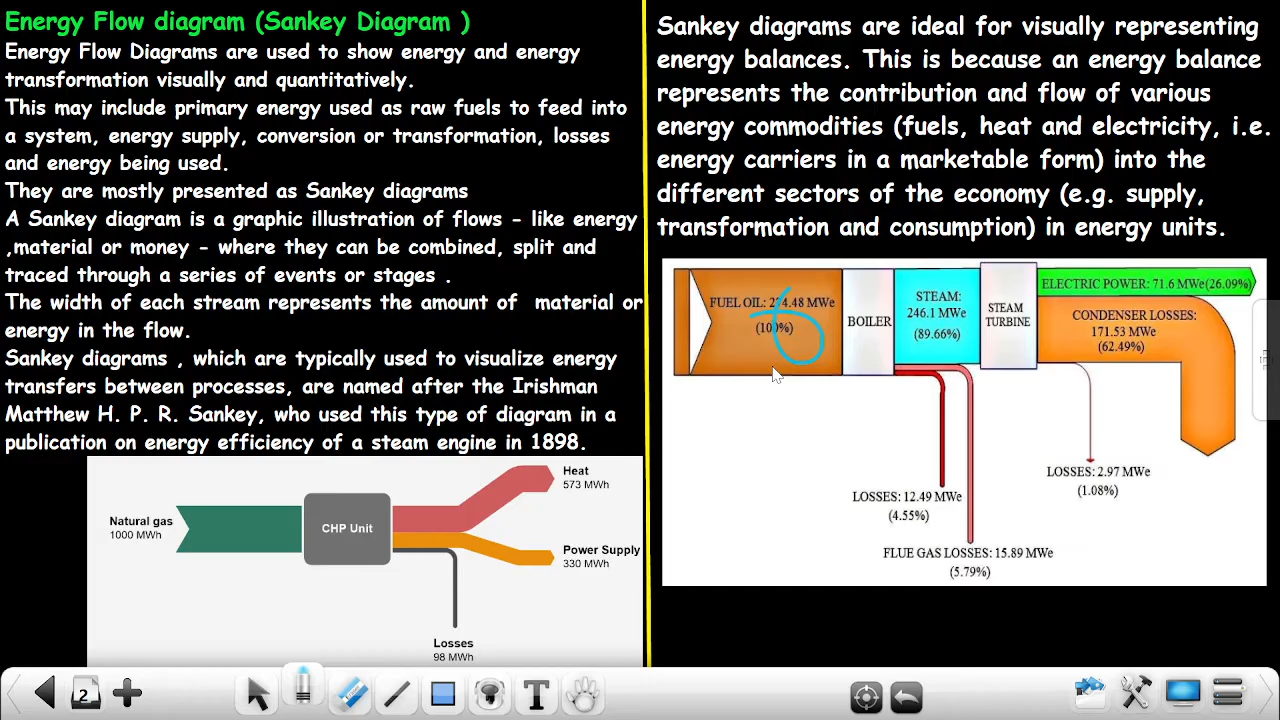 Energy Flow diagram (Sankey Diagram )
Energy Flow Diagrams are used to show energy and energy
transformation visually and quantitatively.
This may include primary energy used as raw fuels to feed into
a system, energy supply, conversion or transformation, losses
and energy being used.
They are mostly presented as Sankey diagrams
A Sankey diagram is a graphic illustration of flows - like energy
,material or money - where they can be combined, split and
traced through a series of events or stages .
The width of each stream represents the amount of material or
energy in the flow.
Sankey diagrams , which are typically used to visualize energy
transfers between processes, are named after the Irishman
Matthew H. P. R. Sankey, who used this type of diagram in a
publication on energy efficiency of a steam engine in 1898.
Natural gas
1000 MWh
CHP Unit
Heat
573 MWh
Power Supply
330 MWh
Losses
98 MWh
Sankey diagrams are ideal for visually representing
energy balances. This is because an energy balance
represents the contribution and flow of various
energy commodities (fuels, heat and electricity, i.e.
energy carriers in a marketable form) into the
different sectors of the economy (e.g. supply,
transformation and consumption) in energy units.
FUEL OIL: 274.48 MWe
(100%)
BOILER
STEAM:
246.1 MWe
(89.66%)
STEAM
TURBINE
ELECTRIC POWER: 71.6 MWe(26.09%)
CONDENSER LOSSES:
171.53 MWe
(62.49%)
LOSSES: 2.97 MWe
(1.08%)
LOSSES: 12.49 MWe
(4.55%)
FLUE GAS LOSSES: 15.89 MWe
(5.79%)
2
T